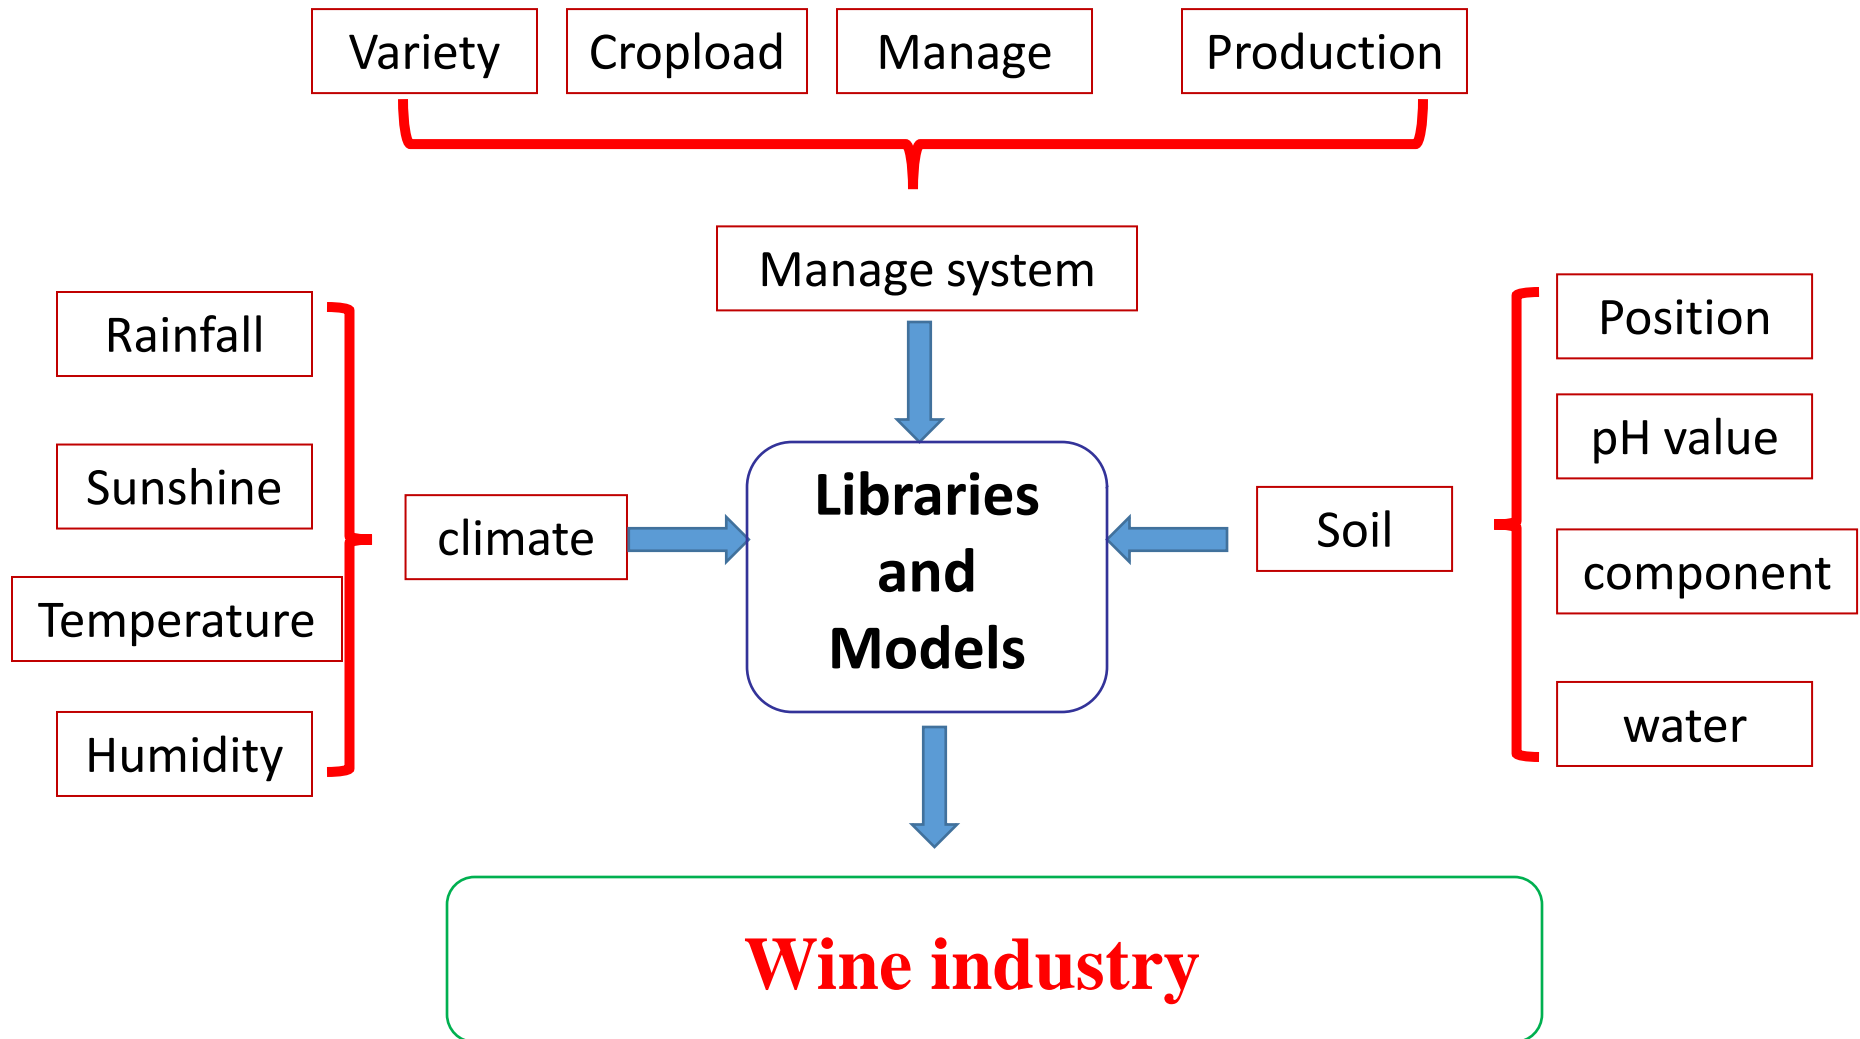 Variety
Cropload
Manage
Production
Manage system
Rainfall
Sunshine
Temperature
Humidity
climate
Libraries
and
Models
Soil
Position
pH value
component
water
Wine industry